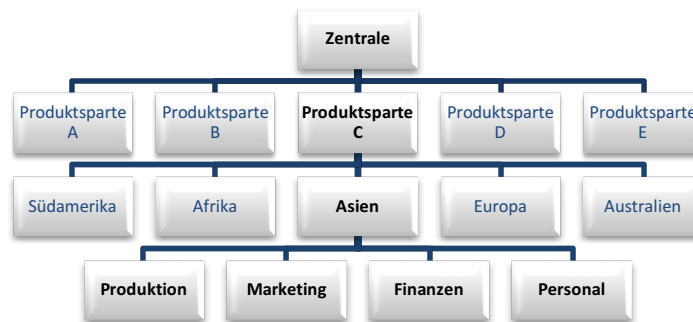 Zentrale
Produktsparte Produktsparte Produktsparte Produktsparte Produktsparte
A B C D E
Südamerika Afrika Asien Europa Australien
Produktion Marketing Finanzen Personal